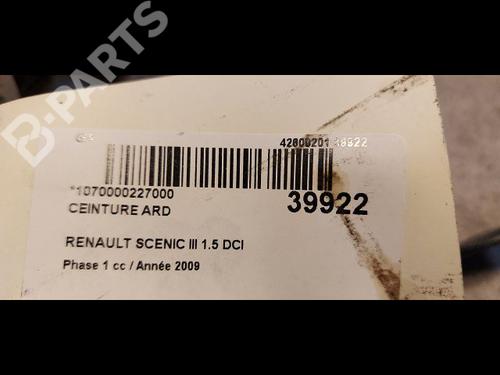 B-PARTS
42800201 39922
*1070000227000
CEINTURE ARD
39922
RENAULT SCENIC III 1.5 DCI
Phase 1 cc / Année 2009